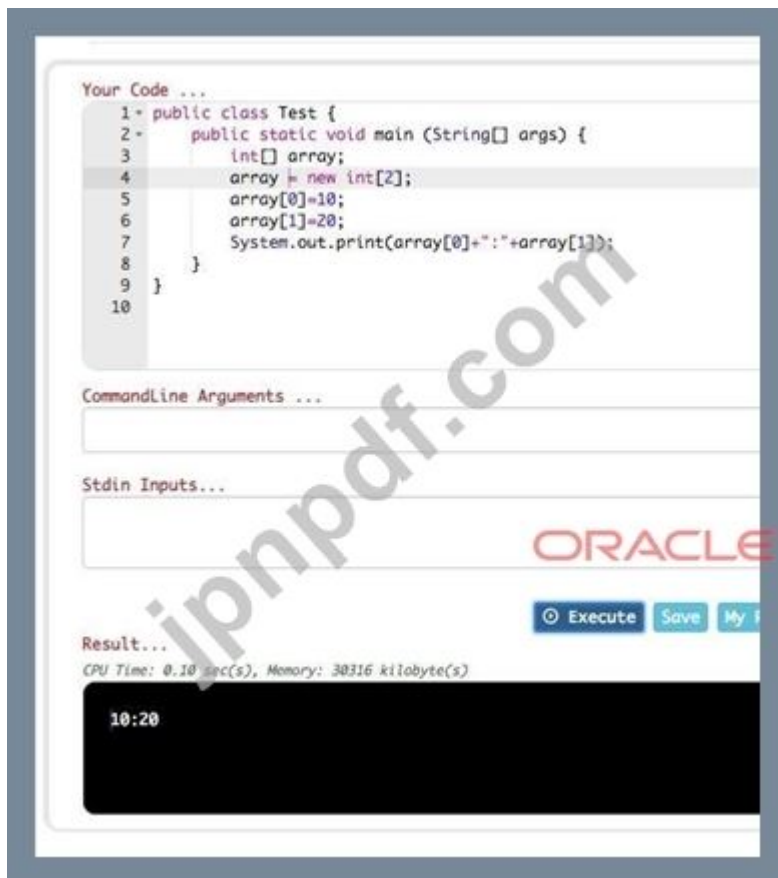 Your Code ...
1 public class Test {
2 public static void main (String[] args) {
3 int[] array;
4 array = new int[2];
5 array[0]=10;
6 array[1]=20;
7 System.out.print(array[0]+":"+array[1]);
8 }
9 }
10
CommandLine Arguments ...
Stdin Inputs...
ORACLE
Execute Save My
Result...
CPU Time: 0.10 sec(s), Memory: 30316 kilobyte(s)
10:20
jpnpdf.com